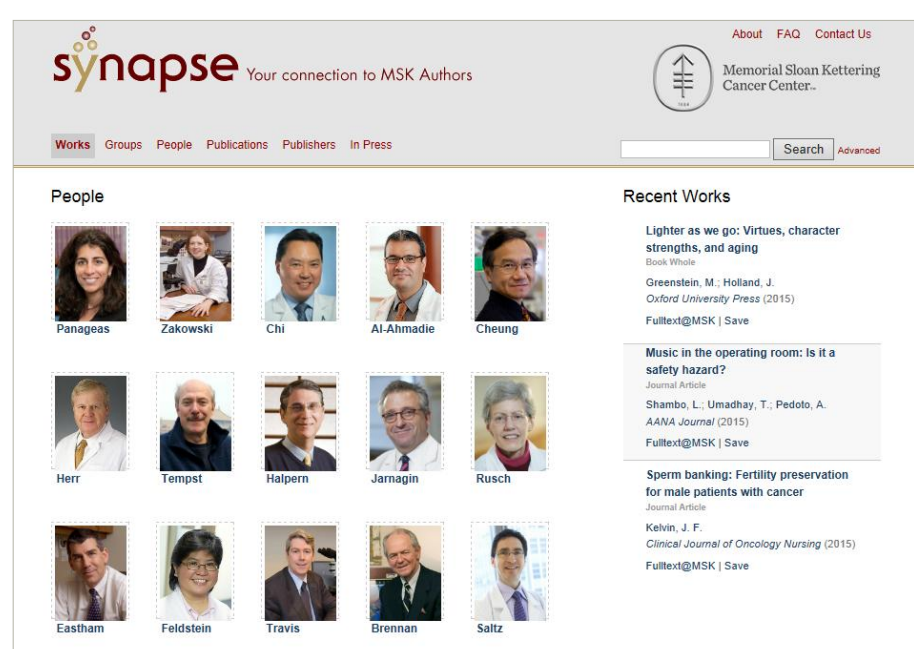 About FAQ Contact Us
synapse Your connection to MSK Authors
Memorial Sloan Kettering
Cancer Center
Works Groups People Publications Publishers In Press
Search Advanced
People
Panageas Zakowski Chi Al-Ahmadie Cheung
Herr Tempst Halpern Jarnagin Rusch
Eastham Feldstein Travis Brennan Saltz
Recent Works
Lighter as we go: Virtues, character
strengths, and aging
Book Whole
Greenstein, M.; Holland, J.
Oxford University Press (2015)
Fulltext@MSK | Save
Music in the operating room: Is it a
safety hazard?
Journal Article
Shambo, L.; Umadhay, T.; Pedoto, A.
AANA Journal (2015)
Fulltext@MSK | Save
Sperm banking: Fertility preservation
for male patients with cancer
Journal Article
Kelvin, J. F.
Clinical Journal of Oncology Nursing (2015)
Fulltext@MSK | Save